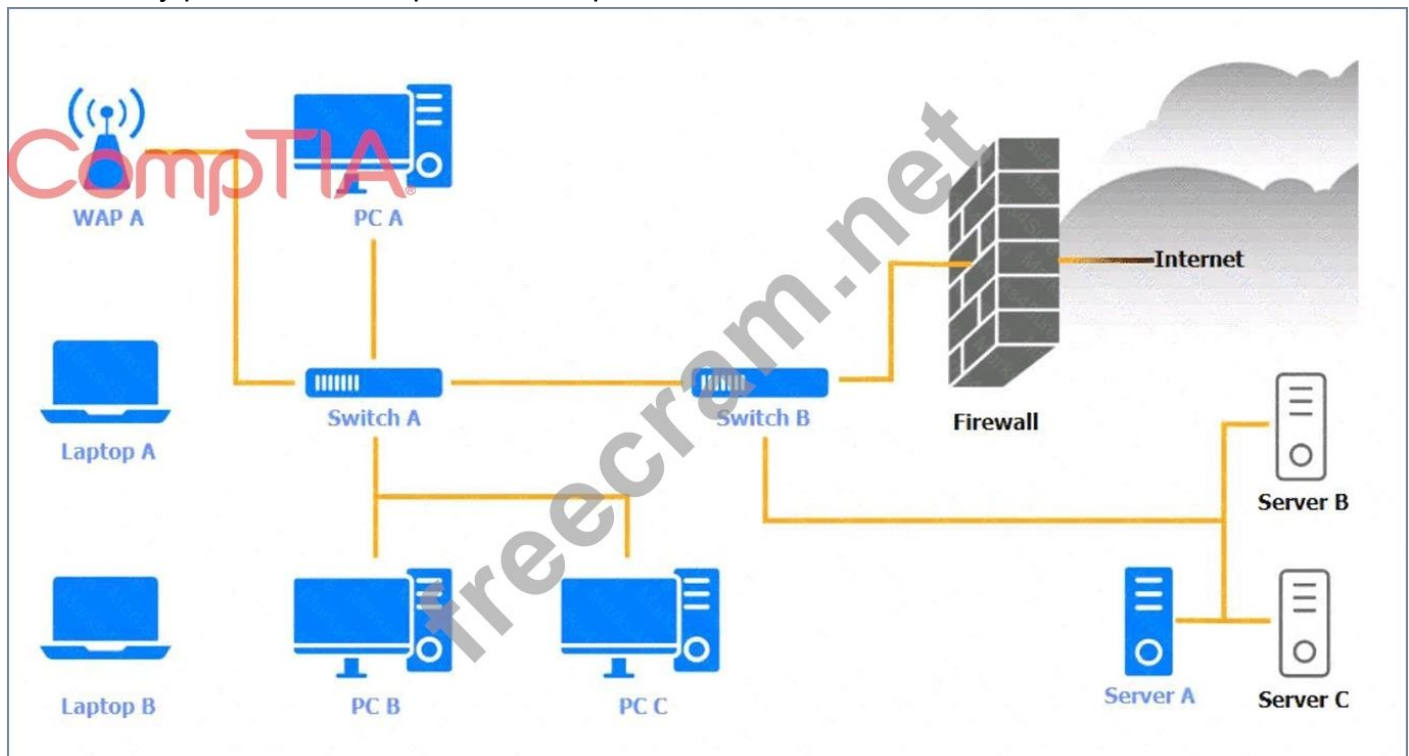 CompTIA®
WAP A
PC A
Internet
Laptop A
Switch A
Switch B
Firewall
Server B
Laptop B
PC B
PC C
Server A
Server C
freecram.net